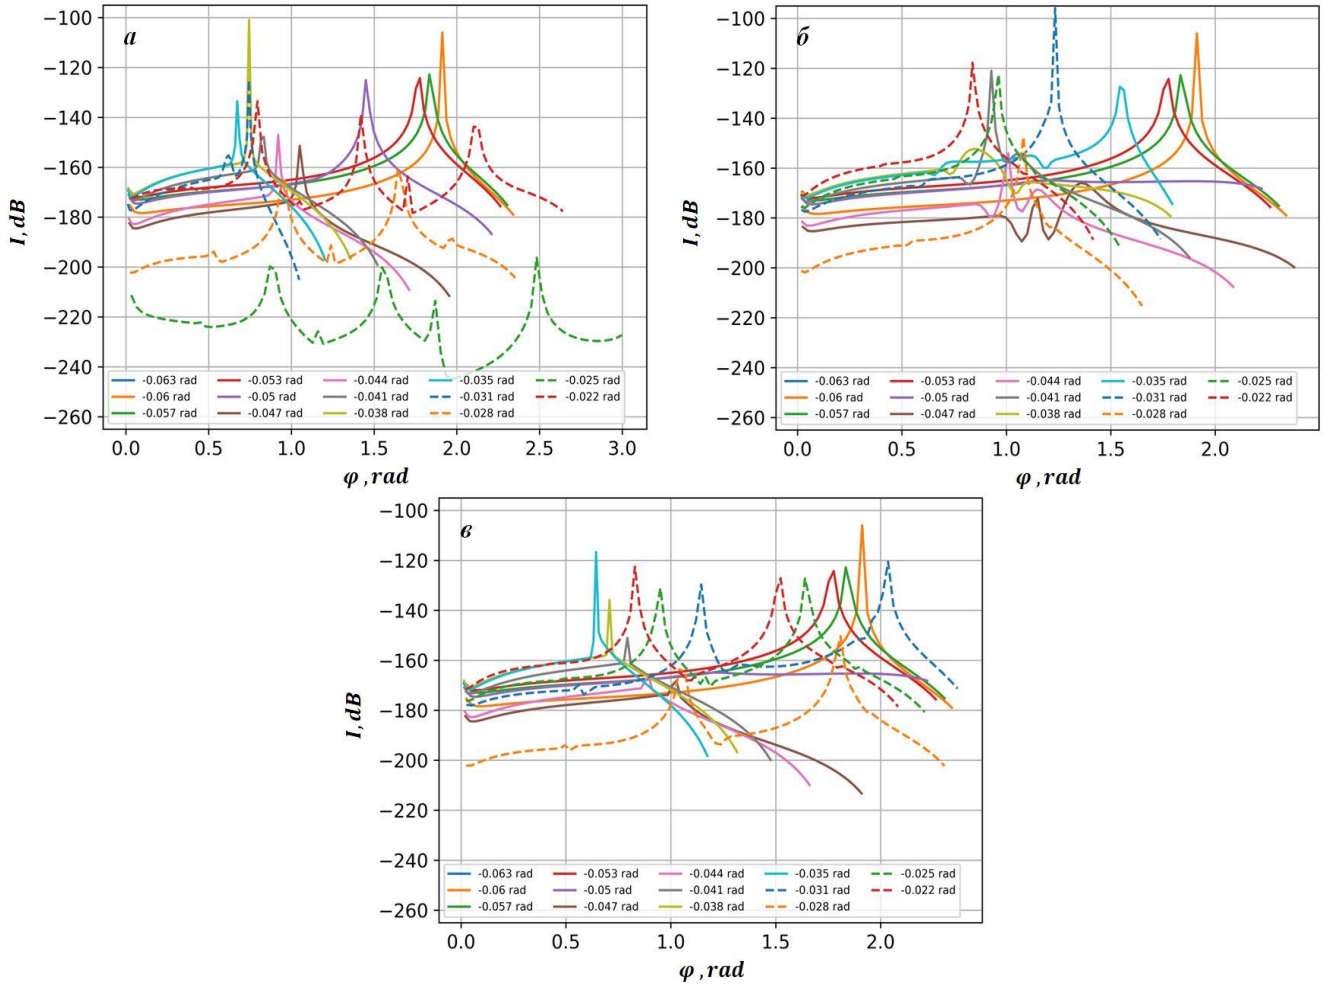 а
I, dB
−100
−120
−140
−160
−180
−200
−220
−240
−260
-0.063 rad -0.053 rad -0.044 rad -0.035 rad -0.025 rad
-0.06 rad -0.05 rad -0.041 rad -0.031 rad -0.022 rad
-0.057 rad -0.047 rad -0.038 rad -0.028 rad
0.0 0.5 1.0 1.5 2.0 2.5 3.0
φ ,rad
б
I, dB
−100
−120
−140
−160
−180
−200
−220
−240
−260
-0.063 rad -0.053 rad -0.044 rad -0.035 rad -0.025 rad
-0.06 rad -0.05 rad -0.041 rad -0.031 rad -0.022 rad
-0.057 rad -0.047 rad -0.038 rad -0.028 rad
0.0 0.5 1.0 1.5 2.0
φ ,rad
в
I, dB
−100
−120
−140
−160
−180
−200
−220
−240
−260
-0.063 rad -0.053 rad -0.044 rad -0.035 rad -0.025 rad
-0.06 rad -0.05 rad -0.041 rad -0.031 rad -0.022 rad
-0.057 rad -0.047 rad -0.038 rad -0.028 rad
0.0 0.5 1.0 1.5 2.0
φ ,rad